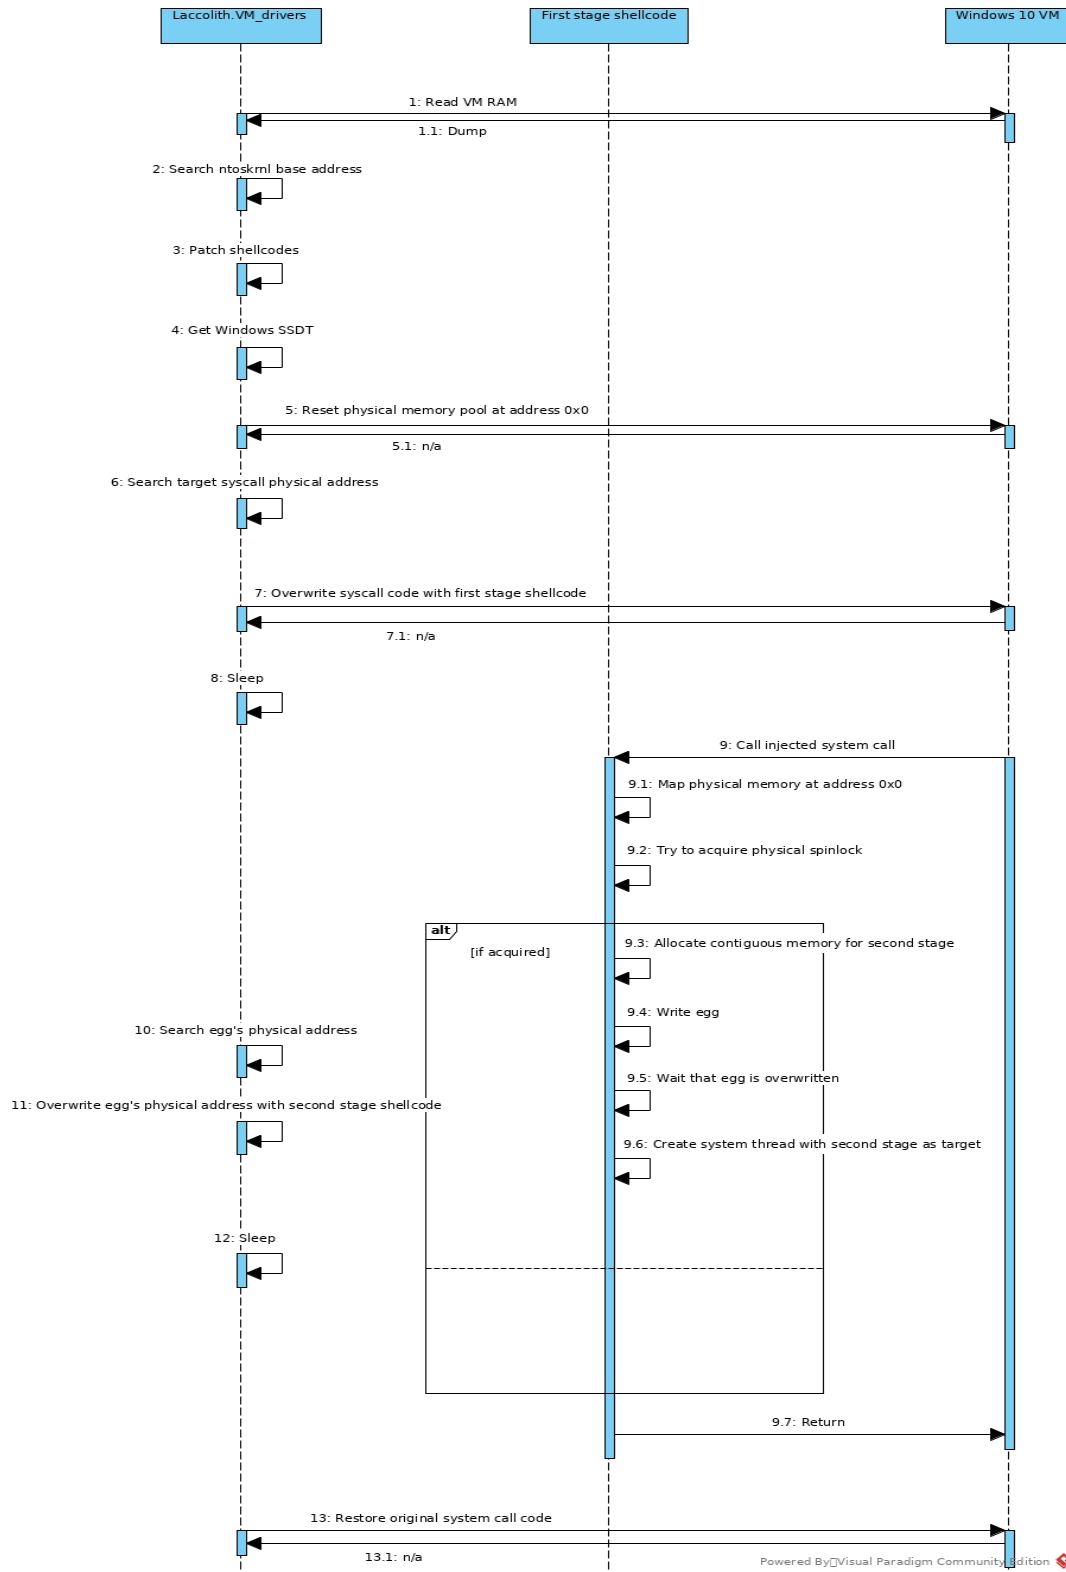 Laccolith.VM_drivers
First stage shellcode
Windows 10 VM
1: Read VM RAM
1.1: Dump
2: Search ntoskrnl base address
3: Patch shellcodes
4: Get Windows SSDT
5: Reset physical memory pool at address 0x0
5.1: n/a
6: Search target syscall physical address
7: Overwrite syscall code with first stage shellcode
7.1: n/a
8: Sleep
9: Call injected system call
9.1: Map physical memory at address 0x0
9.2: Try to acquire physical spinlock
alt
[if acquired]
9.3: Allocate contiguous memory for second stage
9.4: Write egg
10: Search egg's physical address
9.5: Wait that egg is overwritten
11: Overwrite egg's physical address with second stage shellcode
9.6: Create system thread with second stage as target
12: Sleep
9.7: Return
13: Restore original system call code
13.1: n/a
Powered By Visual Paradigm Community Edition